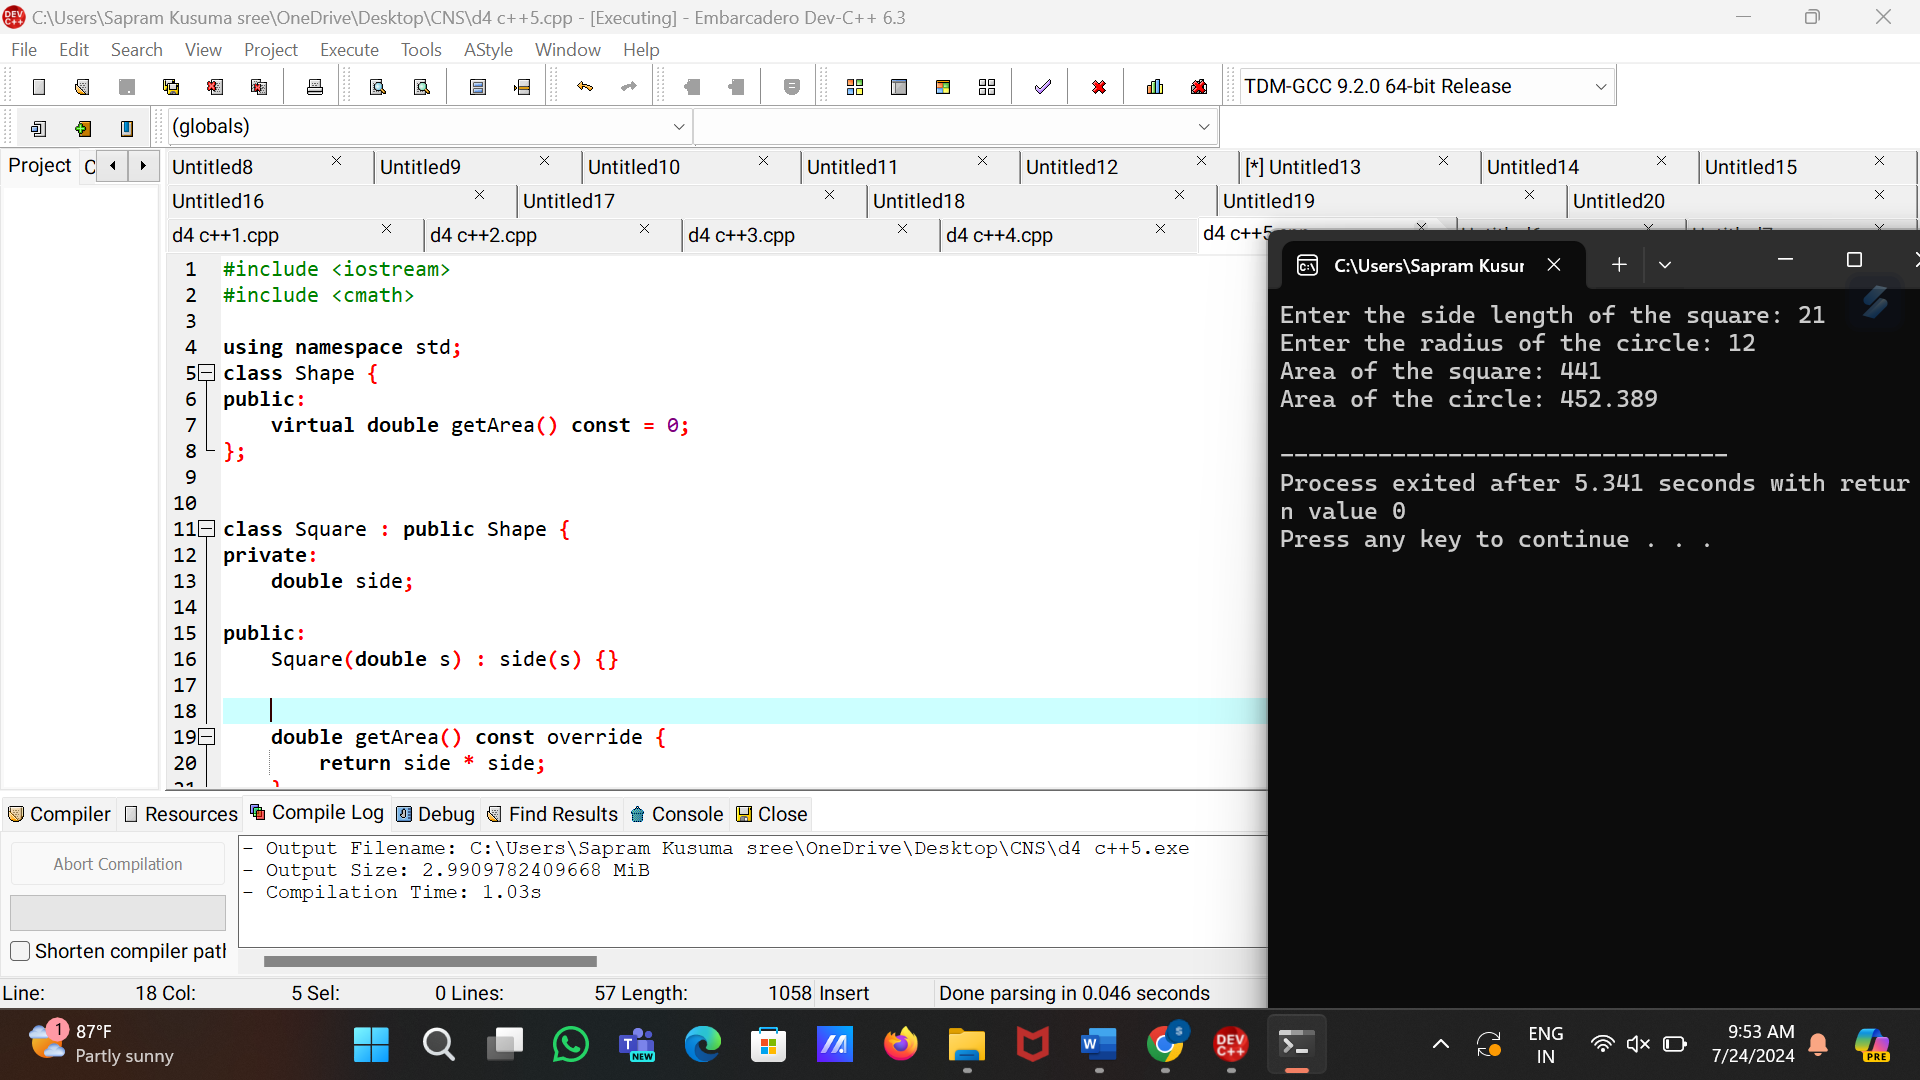 C:\Users\Sapram Kusuma sree\OneDrive\Desktop\CNS\d4 c++5.cpp - [Executing] - Embarcadero Dev-C++ 6.3
File Edit Search View Project Execute Tools AStyle Window Help
TDM-GCC 9.2.0 64-bit Release
(globals)
Project
Untitled8 Untitled9 Untitled10 Untitled11 Untitled12 [*] Untitled13 Untitled14 Untitled15
Untitled16 Untitled17 Untitled18 Untitled19 Untitled20
d4 c++1.cpp d4 c++2.cpp d4 c++3.cpp d4 c++4.cpp d4 c++5.cpp
1 #include <iostream>
2 #include <cmath>
3
4 using namespace std;
5 class Shape {
6 public:
7 virtual double getArea() const = 0;
8 };
9
10
11 class Square : public Shape {
12 private:
13 double side;
14
15 public:
16 Square(double s) : side(s) {}
17
18
19 double getArea() const override {
20 return side * side;
21 }
C:\Users\Sapram Kusur
Enter the side length of the square: 21
Enter the radius of the circle: 12
Area of the square: 441
Area of the circle: 452.389
--------------------------------
Process exited after 5.341 seconds with retur
n value 0
Press any key to continue . . .
Compiler Resources Compile Log Debug Find Results Console Close
Abort Compilation
Shorten compiler path
- Output Filename: C:\Users\Sapram Kusuma sree\OneDrive\Desktop\CNS\d4 c++5.exe
- Output Size: 2.9909782409668 MiB
- Compilation Time: 1.03s
Line: 18 Col: 5 Sel: 0 Lines: 57 Length: 1058 Insert Done parsing in 0.046 seconds
1
87°F
Partly sunny
NEW
DEV C++
ENG
IN
9:53 AM
7/24/2024
PRE